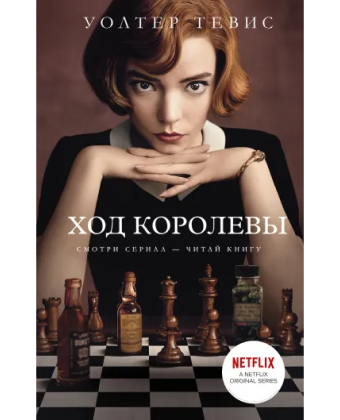 УОЛТЕР ТЕВИС
ХОД КОРОЛЕВЫ
СМОТРИ СЕРИАЛ — ЧИТАЙ КНИГУ
NETFLIX
A NETFLIX
ORIGINAL SERIES